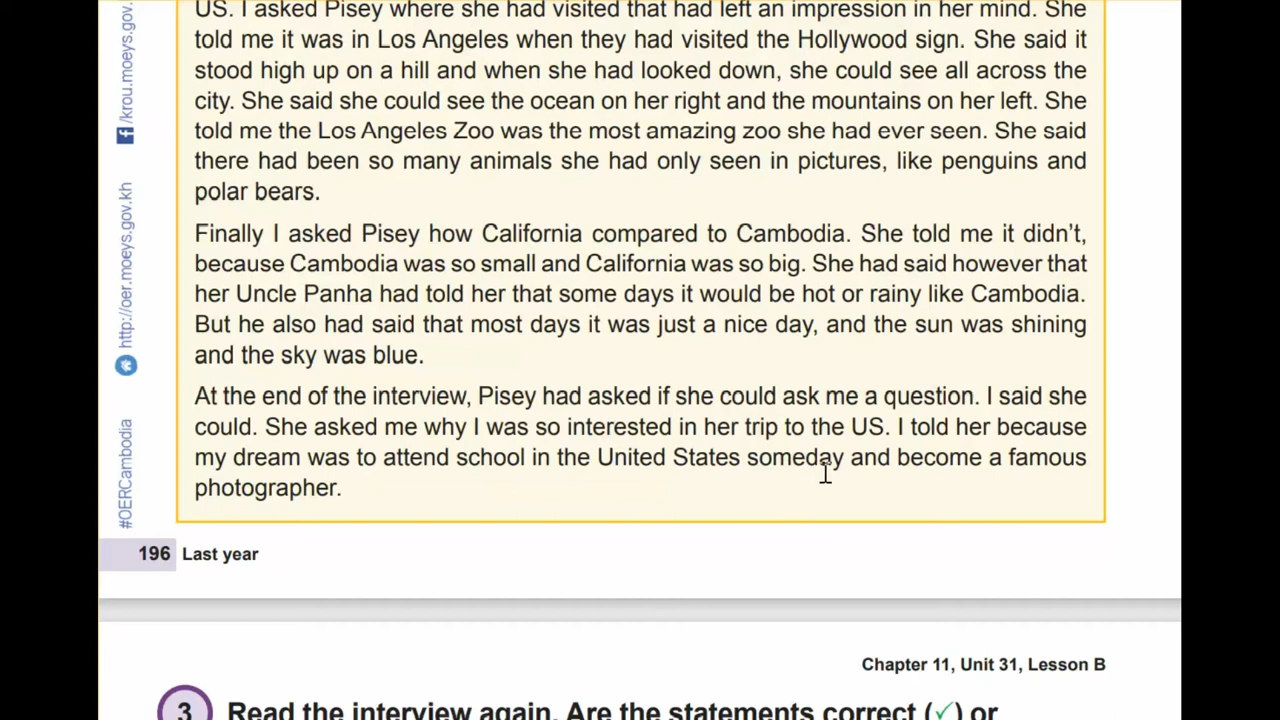 US. I asked Pisey where she had visited that had left an impression in her mind. She
told me it was in Los Angeles when they had visited the Hollywood sign. She said it
stood high up on a hill and when she had looked down, she could see all across the
city. She said she could see the ocean on her right and the mountains on her left. She
told me the Los Angeles Zoo was the most amazing zoo she had ever seen. She said
there had been so many animals she had only seen in pictures, like penguins and
polar bears.
Finally I asked Pisey how California compared to Cambodia. She told me it didn't,
because Cambodia was so small and California was so big. She had said however that
her Uncle Panha had told her that some days it would be hot or rainy like Cambodia.
But he also had said that most days it was just a nice day, and the sun was shining
and the sky was blue.
At the end of the interview, Pisey had asked if she could ask me a question. I said she
could. She asked me why I was so interested in her trip to the US. I told her because
my dream was to attend school in the United States someday and become a famous
photographer.
/krou.moeys.gov.
http://oer.moeys.gov.kh
#OERCambodia
196 Last year
Chapter 11, Unit 31, Lesson B
3 Read the interview again. Are the statements correct (✓) or